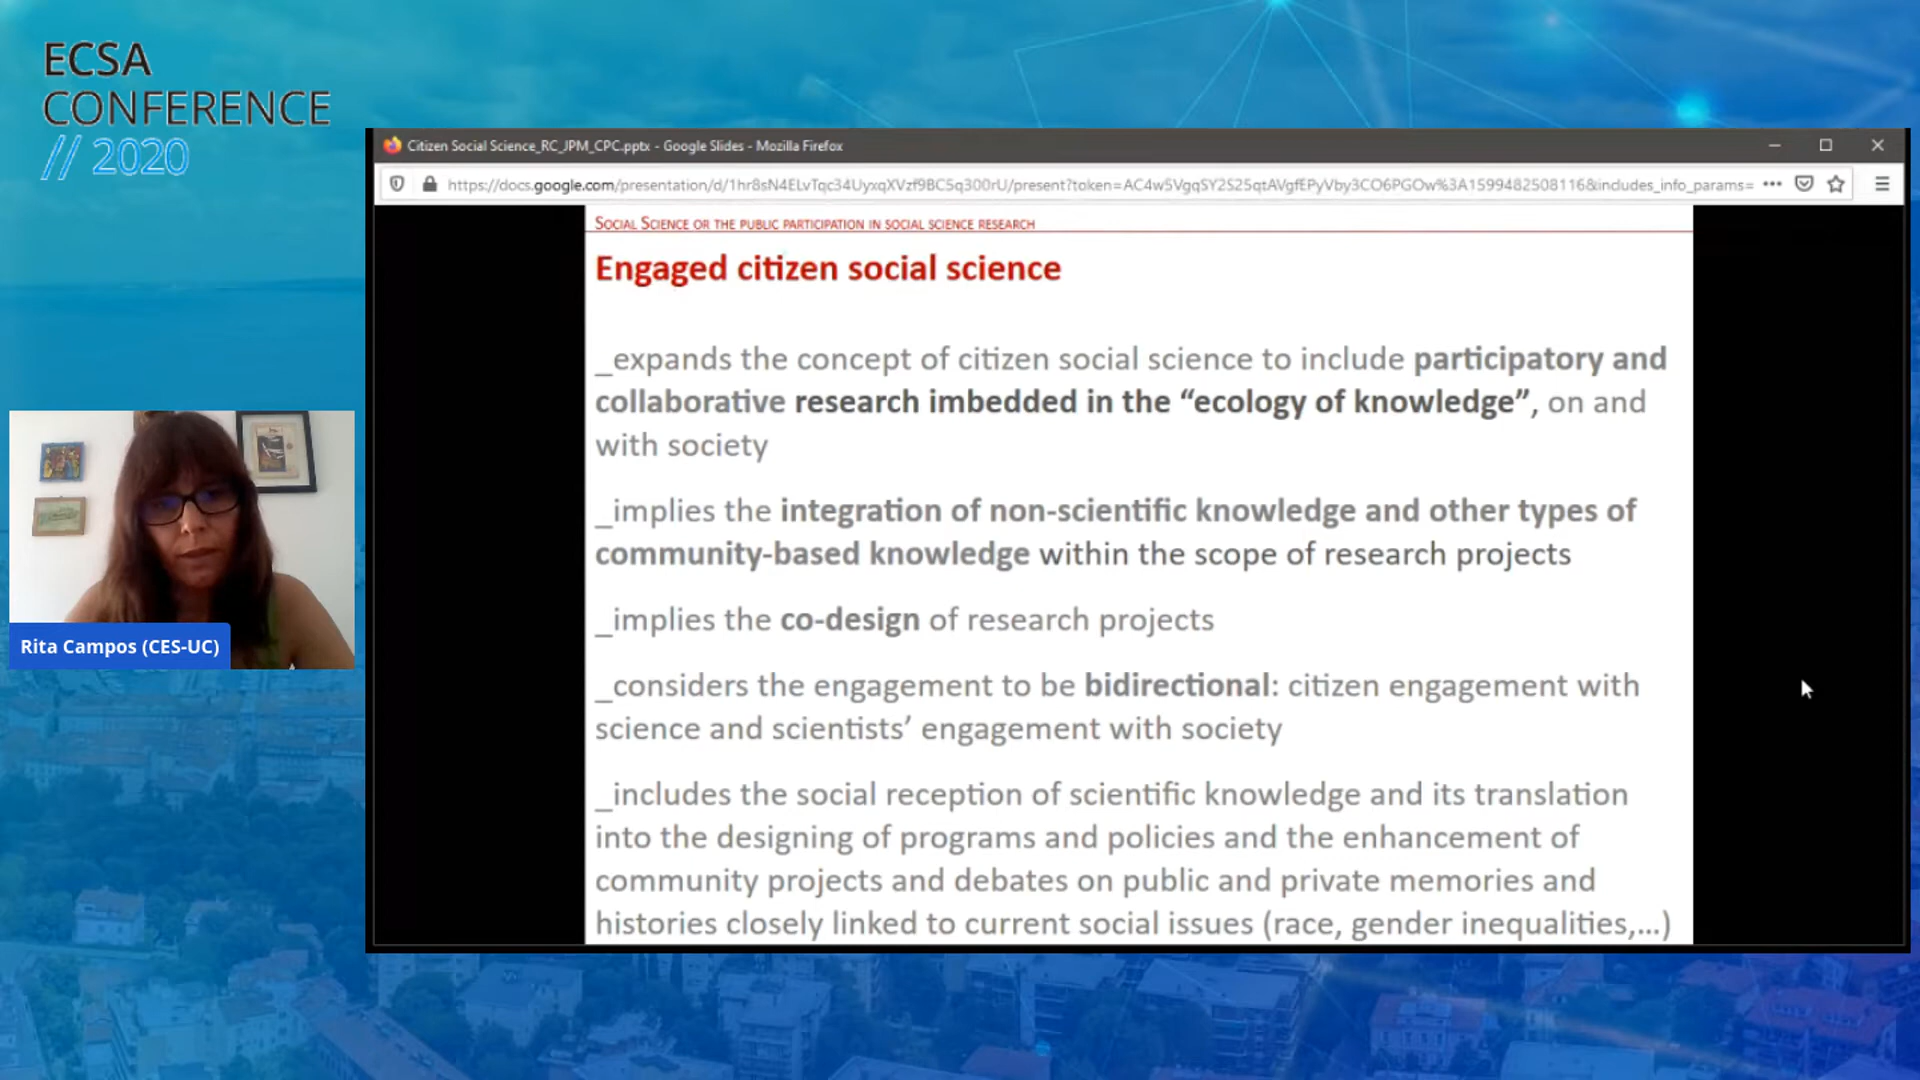 ECSA
CONFERENCE
// 2020
Citizen Social Science_RC_JPM_CPC.pptx - Google Slides - Mozilla Firefox
https://docs.google.com/presentation/d/1hr8sN4ELvTqc34UyxqXVzf9BC5q300rU/present?token=AC4w5VgqSY2S25qtAVgfEPyVby3CO6PGOw%3A1599482508116&includes_info_params=
Social Science or the public participation in social science research
Engaged citizen social science
_expands the concept of citizen social science to include participatory and
collaborative research imbedded in the “ecology of knowledge”, on and
with society
_implies the integration of non-scientific knowledge and other types of
community-based knowledge within the scope of research projects
_implies the co-design of research projects
_considers the engagement to be bidirectional: citizen engagement with
science and scientists’ engagement with society
_includes the social reception of scientific knowledge and its translation
into the designing of programs and policies and the enhancement of
community projects and debates on public and private memories and
histories closely linked to current social issues (race, gender inequalities,...)
Rita Campos (CES-UC)